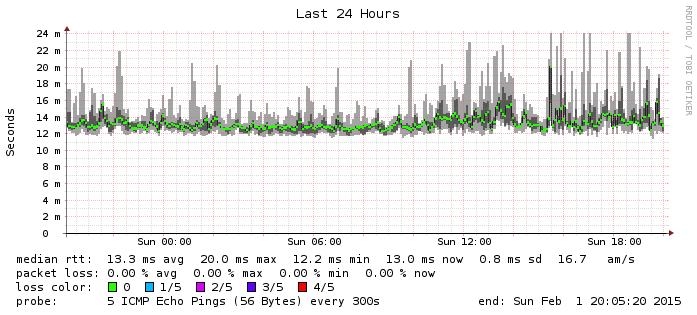 Last 24 Hours
RRDTOOL / TOBI OETIKER
Seconds
24 m
22 m
20 m
18 m
16 m
14 m
12 m
10 m
8 m
6 m
4 m
2 m
0
Sun 00:00 Sun 06:00 Sun 12:00 Sun 18:00
median rtt: 13.3 ms avg 20.0 ms max 12.2 ms min 13.0 ms now 0.8 ms sd 16.7 am/s
packet loss: 0.00 % avg 0.00 % max 0.00 % min 0.00 % now
loss color: 0 1/5 2/5 3/5 4/5
probe: 5 ICMP Echo Pings (56 Bytes) every 300s end: Sun Feb 1 20:05:20 2015